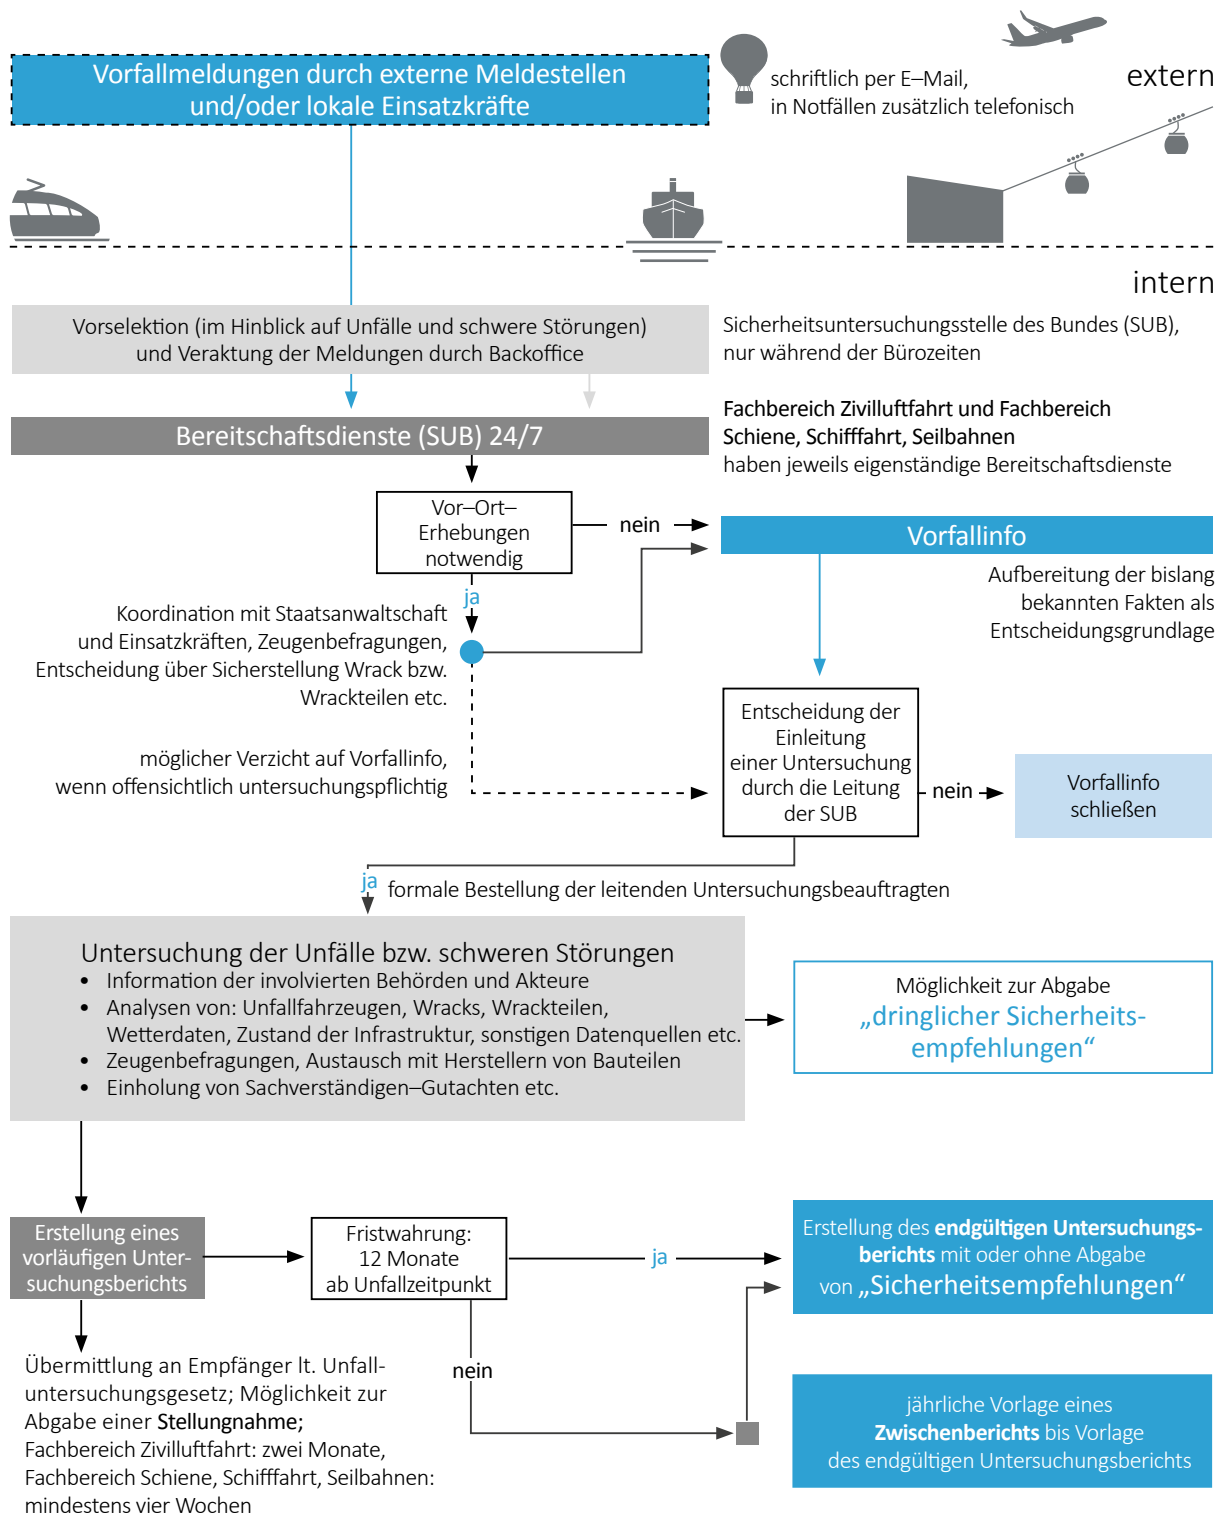 Vorfallmeldungen durch externe Meldestellen
und/oder lokale Einsatzkräfte
schriftlich per E–Mail,
in Notfällen zusätzlich telefonisch
extern
intern
Vorselektion (im Hinblick auf Unfälle und schwere Störungen)
und Veraktung der Meldungen durch Backoffice
Sicherheitsuntersuchungsstelle des Bundes (SUB),
nur während der Bürozeiten
Bereitschaftsdienste (SUB) 24/7
Fachbereich Zivilluftfahrt und Fachbereich
Schiene, Schifffahrt, Seilbahnen
haben jeweils eigenständige Bereitschaftsdienste
Vor–Ort–
Erhebungen
notwendig
nein
Vorfallinfo
Aufbereitung der bislang
bekannten Fakten als
Entscheidungsgrundlage
ja
Koordination mit Staatsanwaltschaft
und Einsatzkräften, Zeugenbefragungen,
Entscheidung über Sicherstellung Wrack bzw.
Wrackteilen etc.
möglicher Verzicht auf Vorfallinfo,
wenn offensichtlich untersuchungspflichtig
Entscheidung der
Einleitung
einer Untersuchung
durch die Leitung
der SUB
nein
Vorfallinfo
schließen
ja
formale Bestellung der leitenden Untersuchungsbeauftragten
Untersuchung der Unfälle bzw. schweren Störungen
• Information der involvierten Behörden und Akteure
• Analysen von: Unfallfahrzeugen, Wracks, Wrackteilen,
Wetterdaten, Zustand der Infrastruktur, sonstigen Datenquellen etc.
• Zeugenbefragungen, Austausch mit Herstellern von Bauteilen
• Einholung von Sachverständigen–Gutachten etc.
Möglichkeit zur Abgabe
„dringlicher Sicherheits-
empfehlungen“
Erstellung eines
vorläufigen Unter-
suchungsberichts
Fristwahrung:
12 Monate
ab Unfallzeitpunkt
ja
Erstellung des endgültigen Untersuchungs-
berichts mit oder ohne Abgabe
von „Sicherheitsempfehlungen“
Übermittlung an Empfänger lt. Unfall-
untersuchungsgesetz; Möglichkeit zur
Abgabe einer Stellungnahme;
Fachbereich Zivilluftfahrt: zwei Monate,
Fachbereich Schiene, Schifffahrt, Seilbahnen:
mindestens vier Wochen
nein
jährliche Vorlage eines
Zwischenberichts bis Vorlage
des endgültigen Untersuchungsberichts